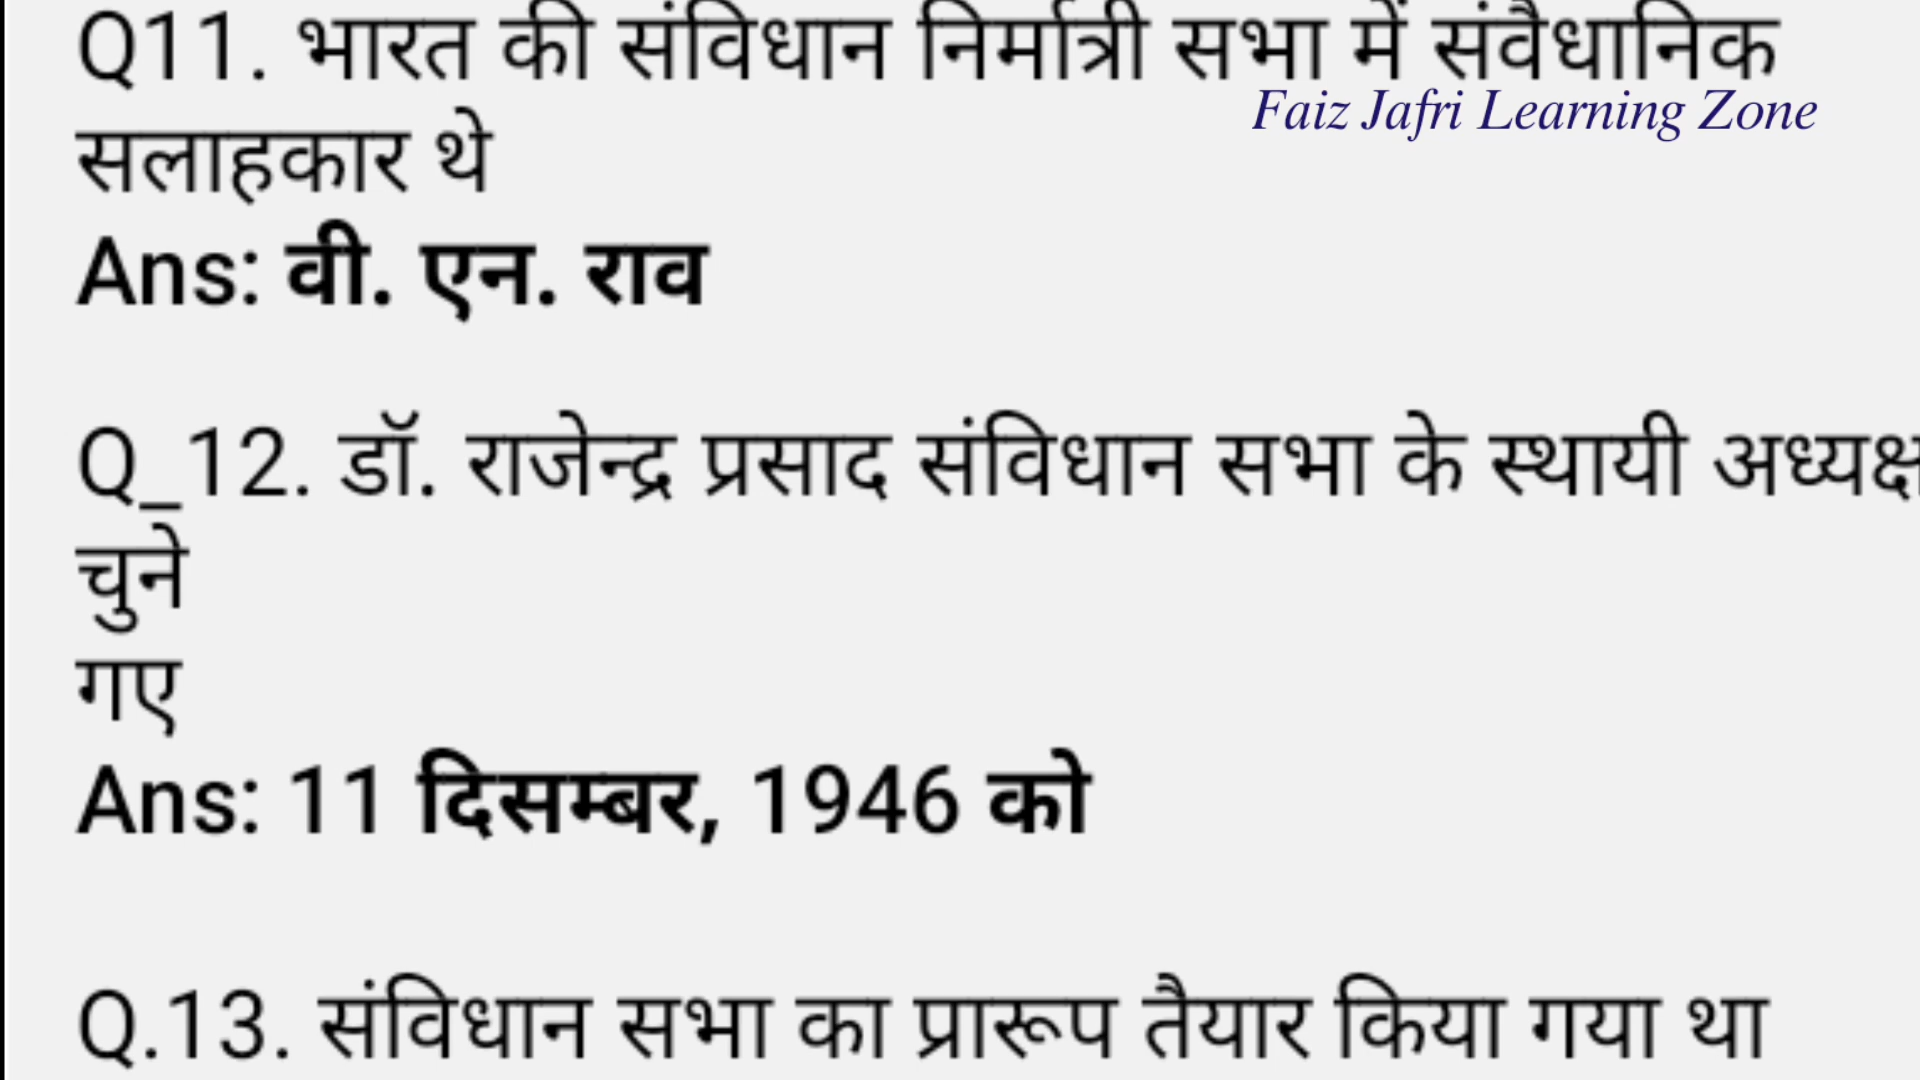 Q11. भारत की संविधान निर्मात्री सभा में संवैधानिक
Faiz Jafri Learning Zone
सलाहकार थे
Ans: वी. एन. राव
Q_12. डॉ. राजेन्द्र प्रसाद संविधान सभा के स्थायी अध्यक्ष
चुने
गए
Ans: 11 दिसम्बर, 1946 को
Q.13. संविधान सभा का प्रारूप तैयार किया गया था